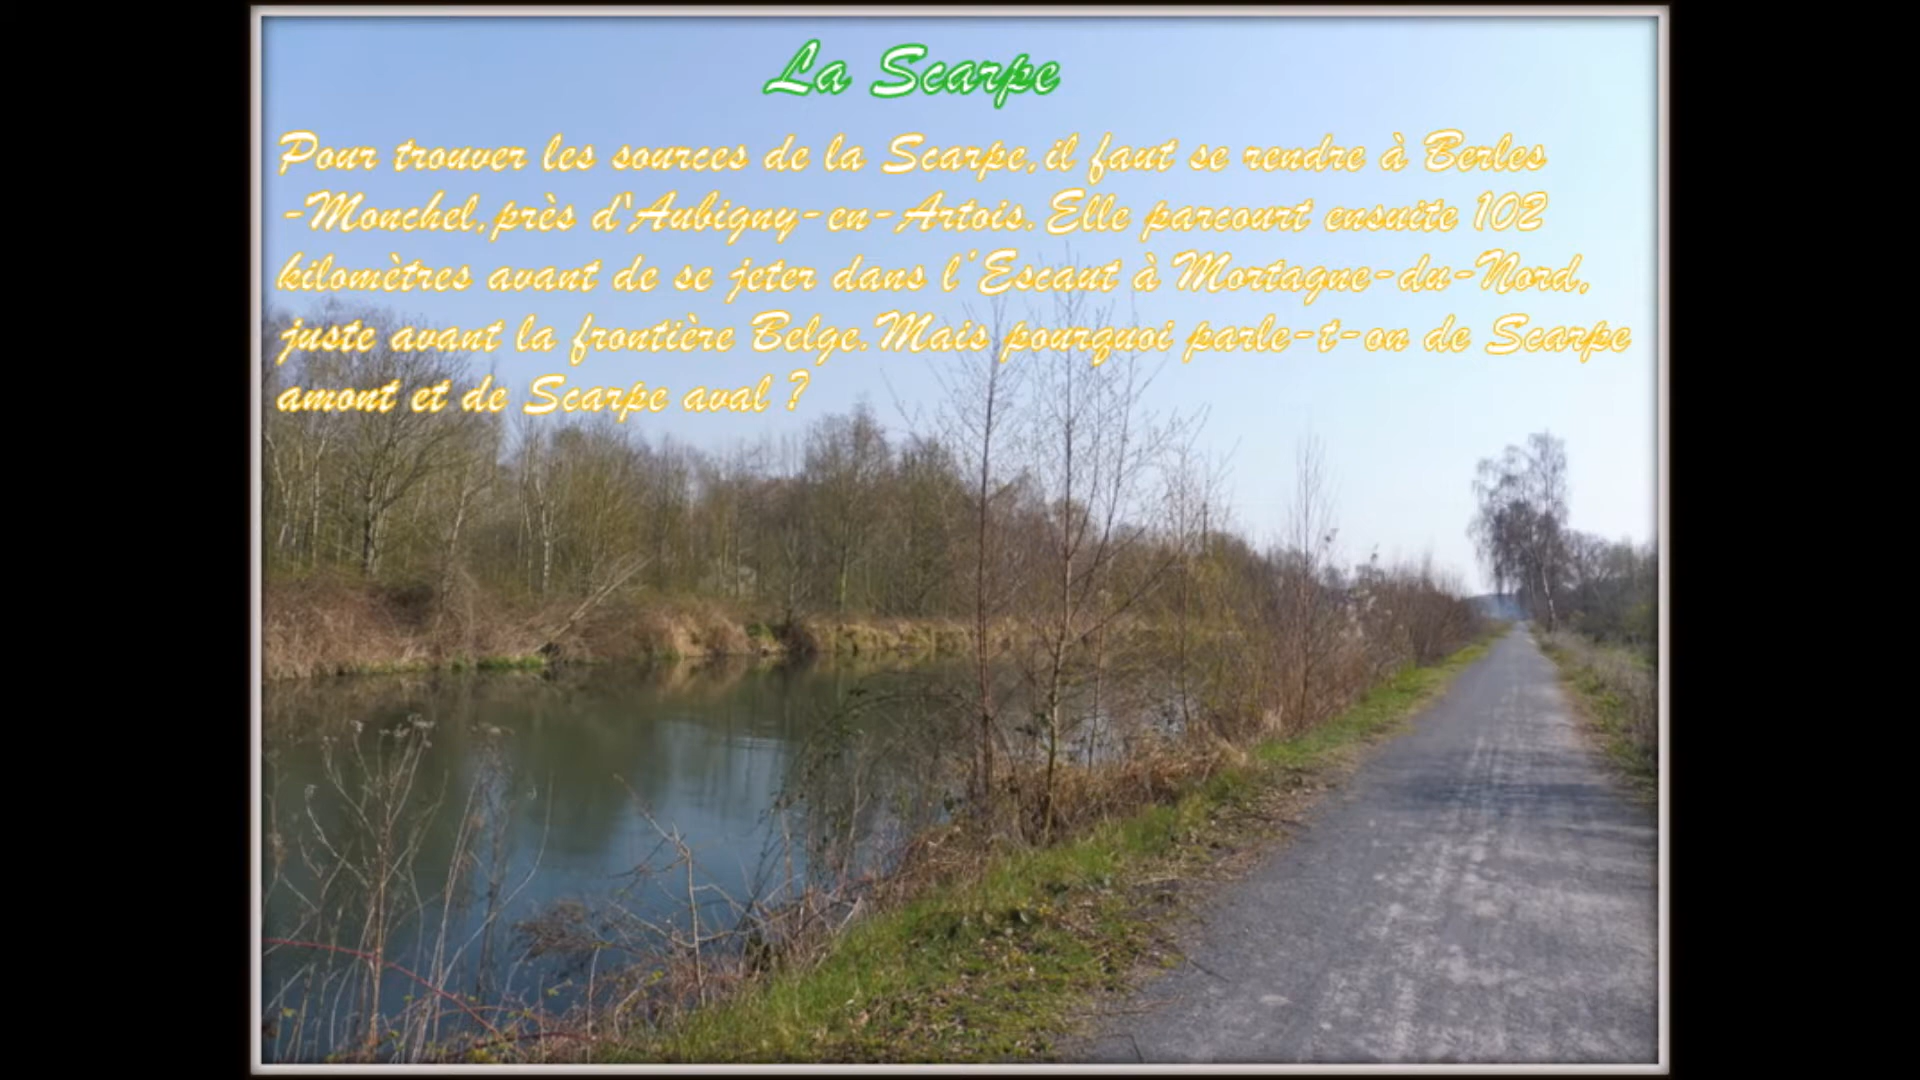 La Scarpe
Pour trouver les sources de la Scarpe,il faut se rendre à Berles
-Monchel,près d'Aubigny-en-Artois.Elle parcourt ensuite 102
kilomètres avant de se jeter dans l'Escaut à Mortagne-du-Nord,
juste avant la frontière Belge.Mais pourquoi parle-t-on de Scarpe
amont et de Scarpe aval ?